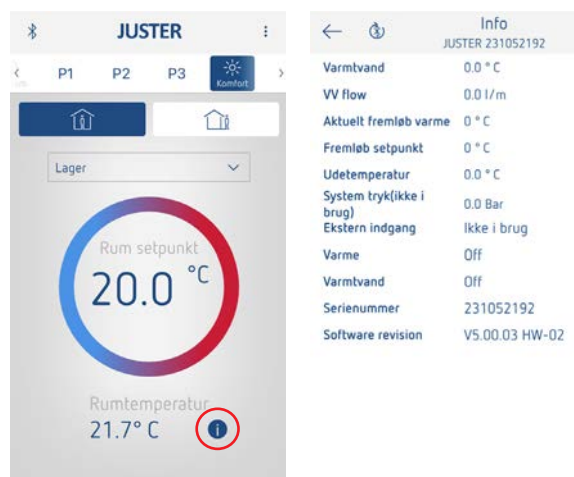 JUSTER
P1 P2 P3 Komfort
Lager
Rum setpunkt
20.0 °C
Rumtemperatur
21.7° C
Info
JUSTER 231052192
Varmtvand 0.0 ° C
VV flow 0.0 l/m
Aktuelt fremløb varme 0 ° C
Fremløb setpunkt 0 ° C
Udetemperatur 0.0 ° C
System tryk(ikke i
brug) 0.0 Bar
Ekstern indgang Ikke i brug
Varme Off
Varmtvand Off
Serienummer 231052192
Software revision V5.00.03 HW-02